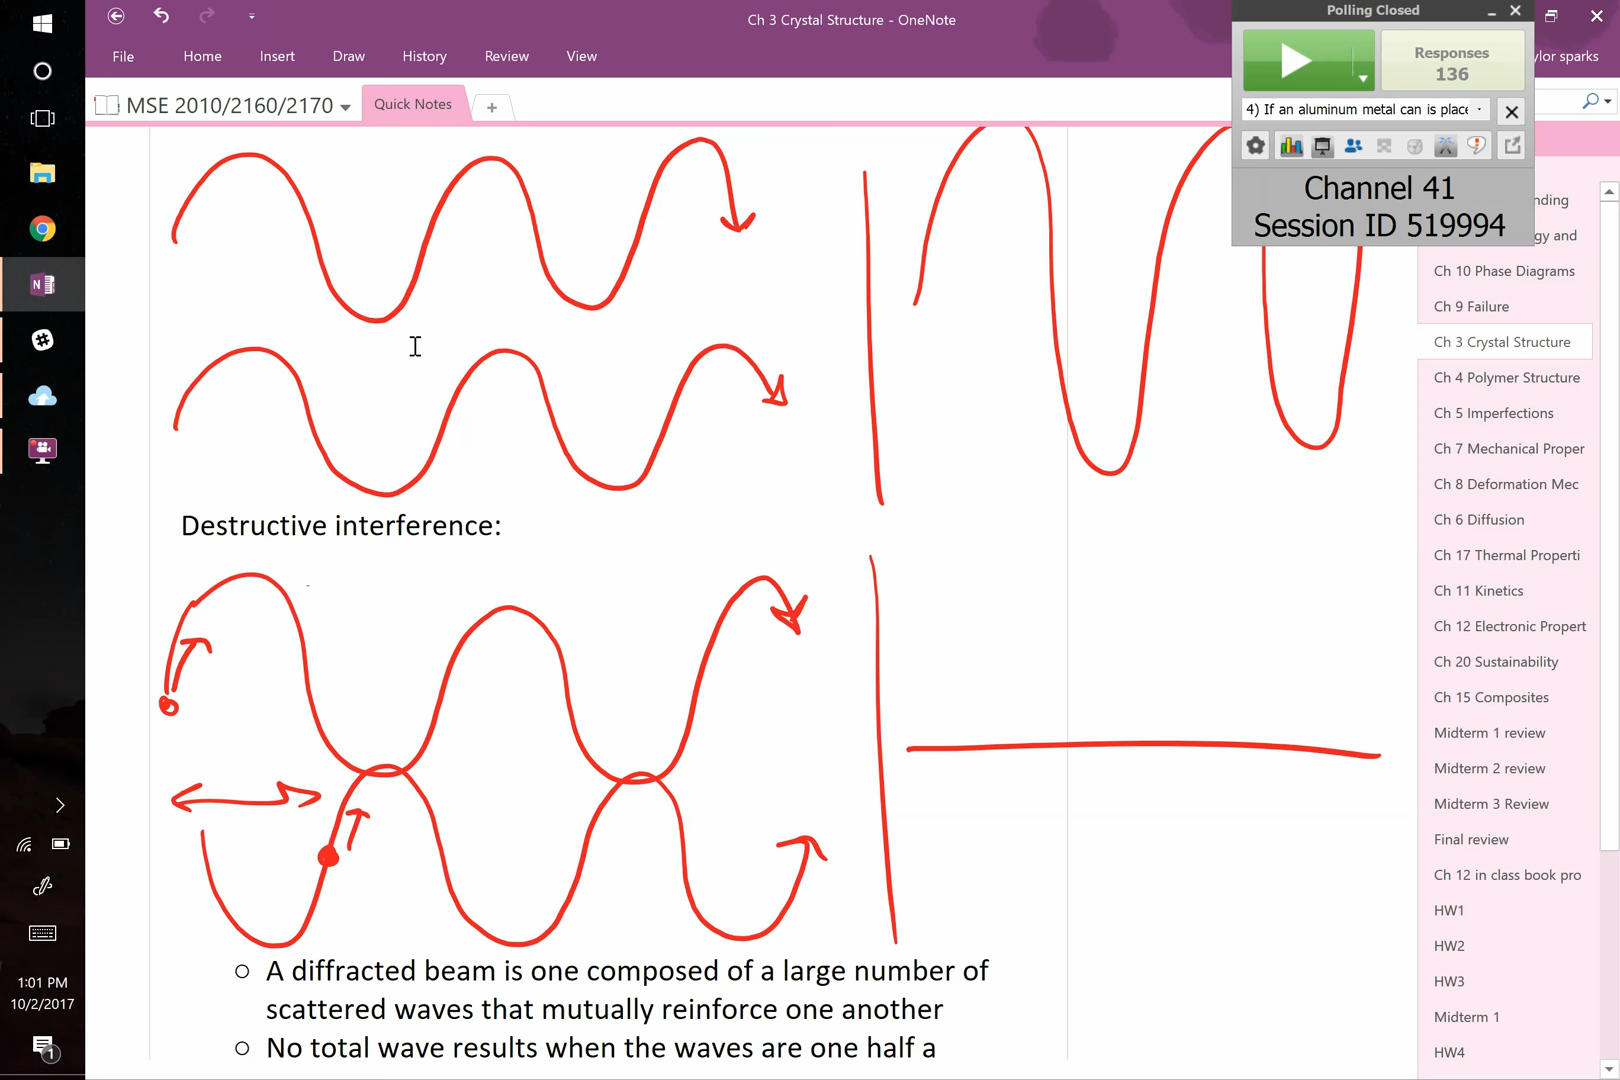 Ch 3 Crystal Structure - OneNote
Polling Closed
File
Home
Insert
Draw
History
Review
View
Responses
136
ylor sparks
MSE 2010/2160/2170
Quick Notes
4) If an aluminum metal can is place
Channel 41
Session ID 519994
nding
gy and
Ch 10 Phase Diagrams
Ch 9 Failure
Ch 3 Crystal Structure
Ch 4 Polymer Structure
Ch 5 Imperfections
Ch 7 Mechanical Proper
Ch 8 Deformation Mec
Ch 6 Diffusion
Ch 17 Thermal Properti
Ch 11 Kinetics
Ch 12 Electronic Propert
Ch 20 Sustainability
Ch 15 Composites
Midterm 1 review
Midterm 2 review
Midterm 3 Review
Final review
Ch 12 in class book pro
HW1
HW2
HW3
Midterm 1
HW4
Destructive interference:
A diffracted beam is one composed of a large number of
scattered waves that mutually reinforce one another
No total wave results when the waves are one half a
1:01 PM
10/2/2017
1